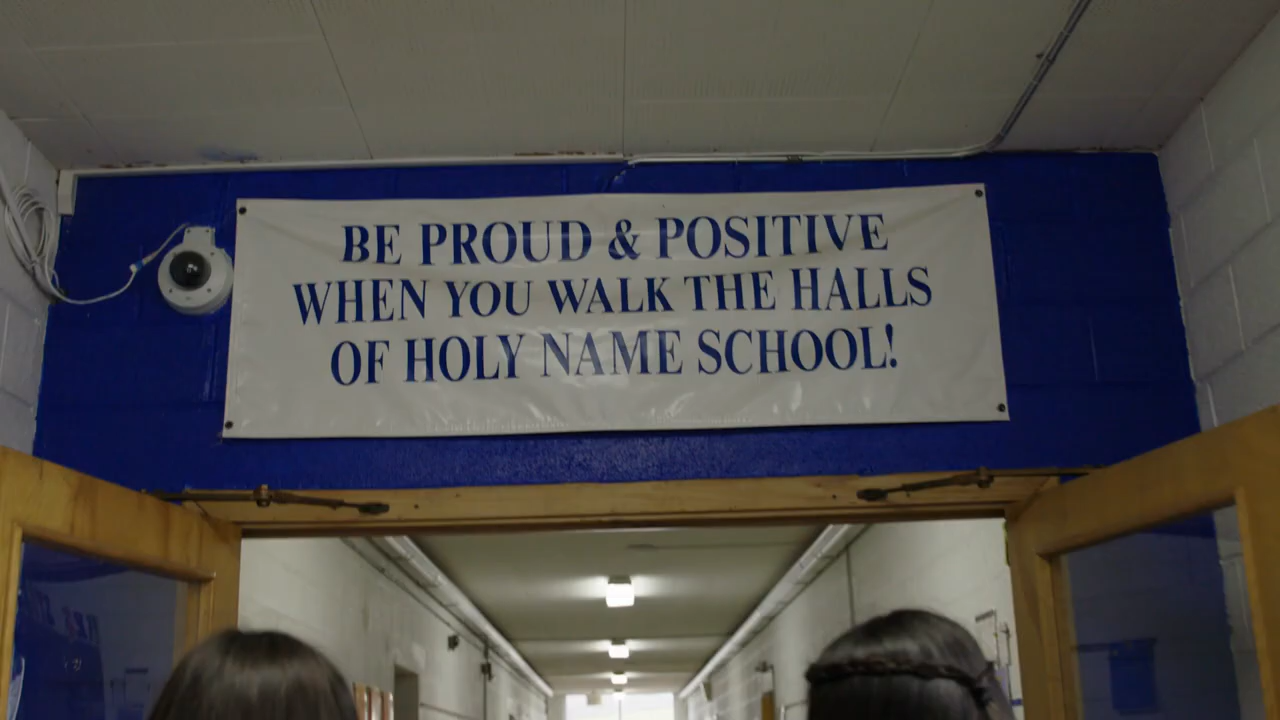 BE PROUD & POSITIVE
WHEN YOU WALK THE HALLS
OF HOLY NAME SCHOOL!